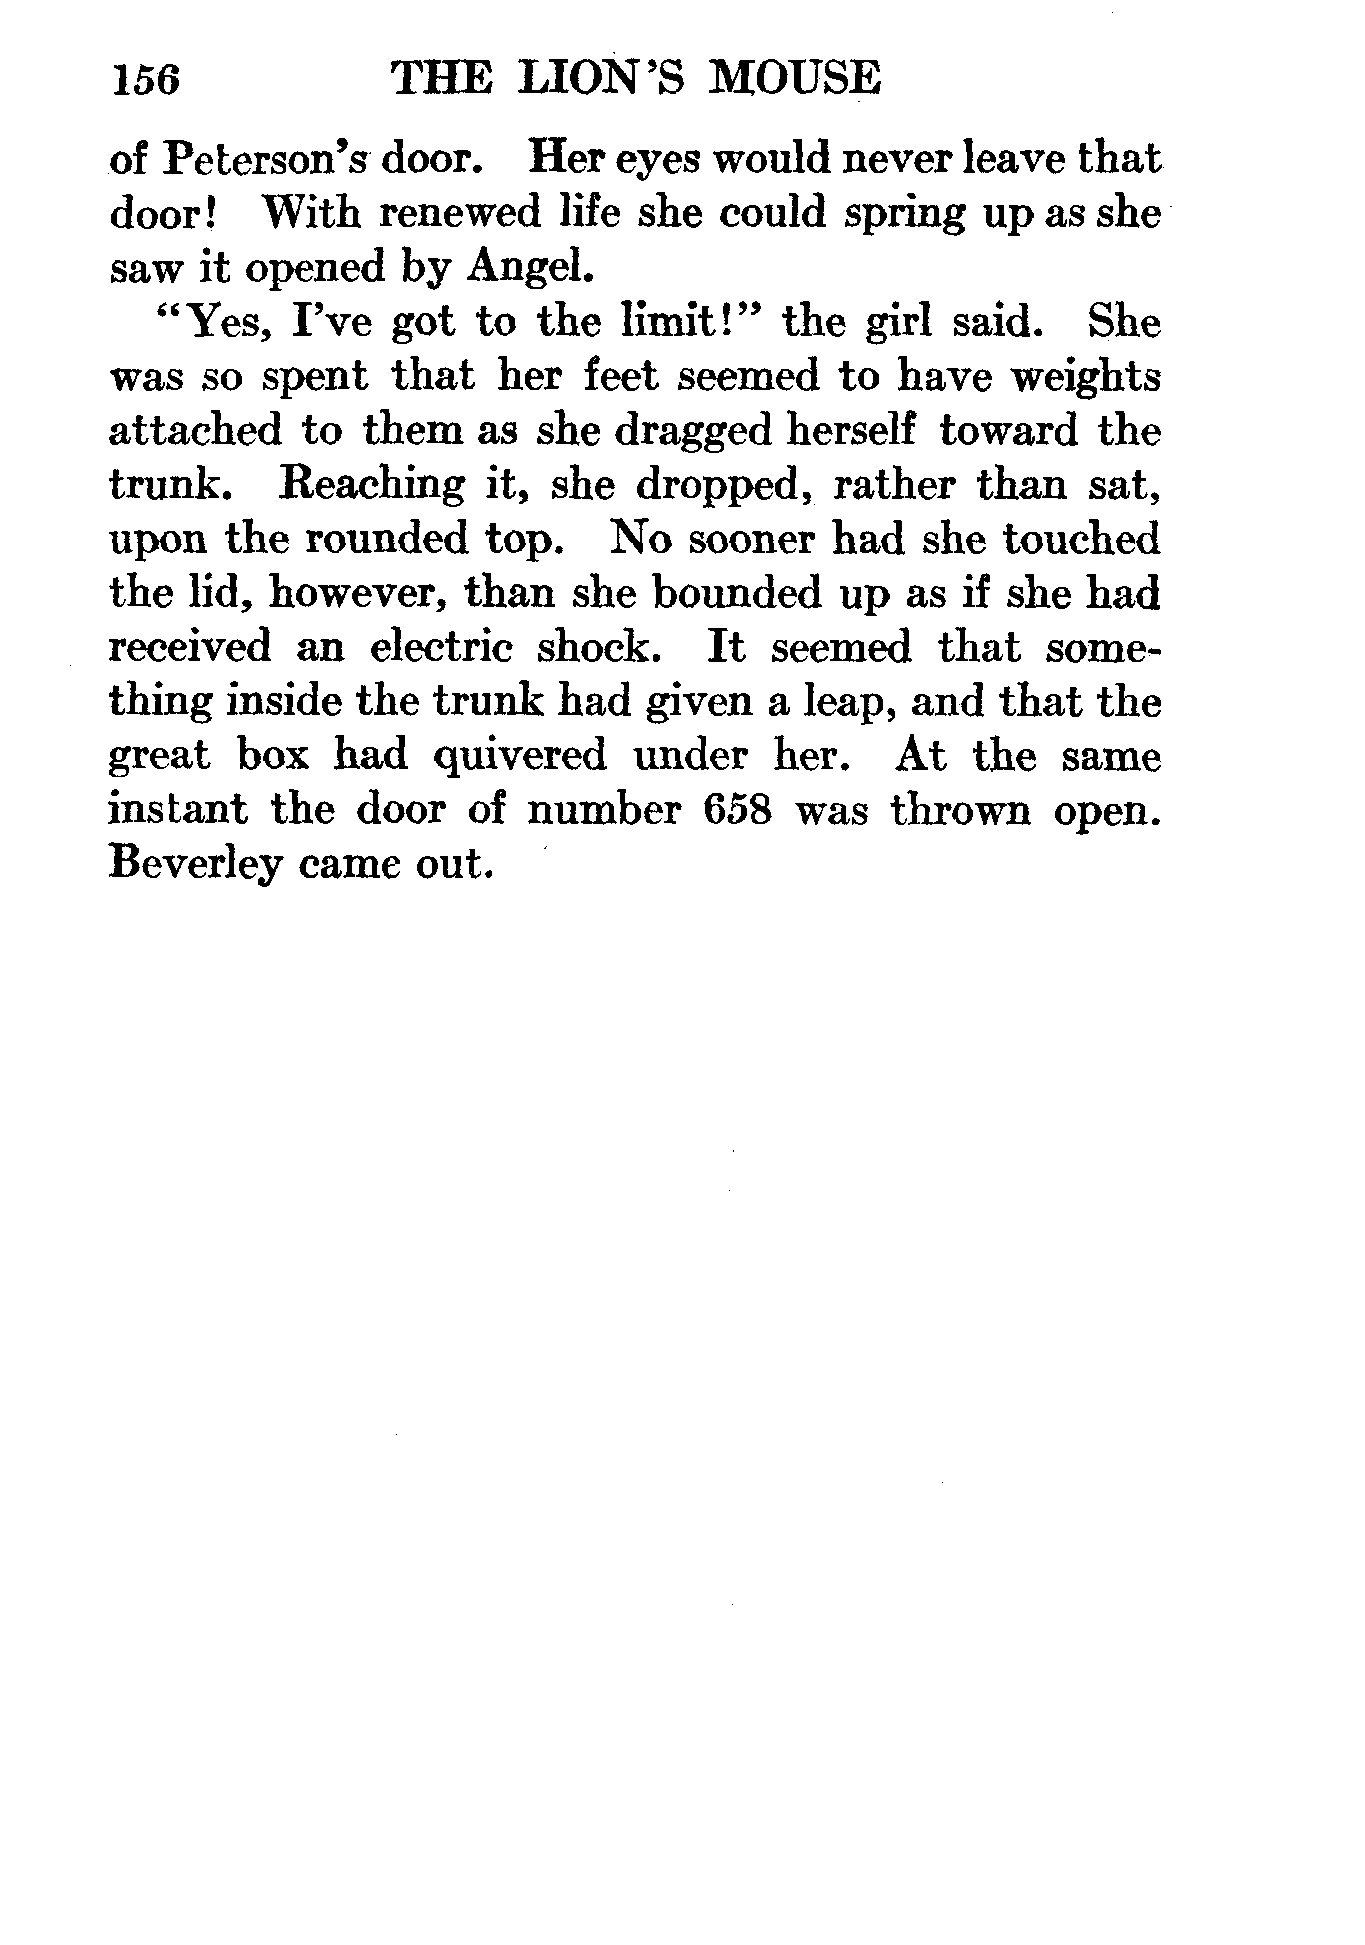 156 THE LION'S MOUSE
of Peterson's door. Her eyes would never leave that
door! With renewed life she could spring up as she
saw it opened by Angel.
"Yes, I've got to the limit!" the girl said. She
was so spent that her feet seemed to have weights
attached to them as she dragged herself toward the
trunk. Reaching it, she dropped, rather than sat,
upon the rounded top. No sooner had she touched
the lid, however, than she bounded up as if she had
received an electric shock. It seemed that some-
thing inside the trunk had given a leap, and that the
great box had quivered under her. At the same
instant the door of number 658 was thrown open.
Beverley came out.